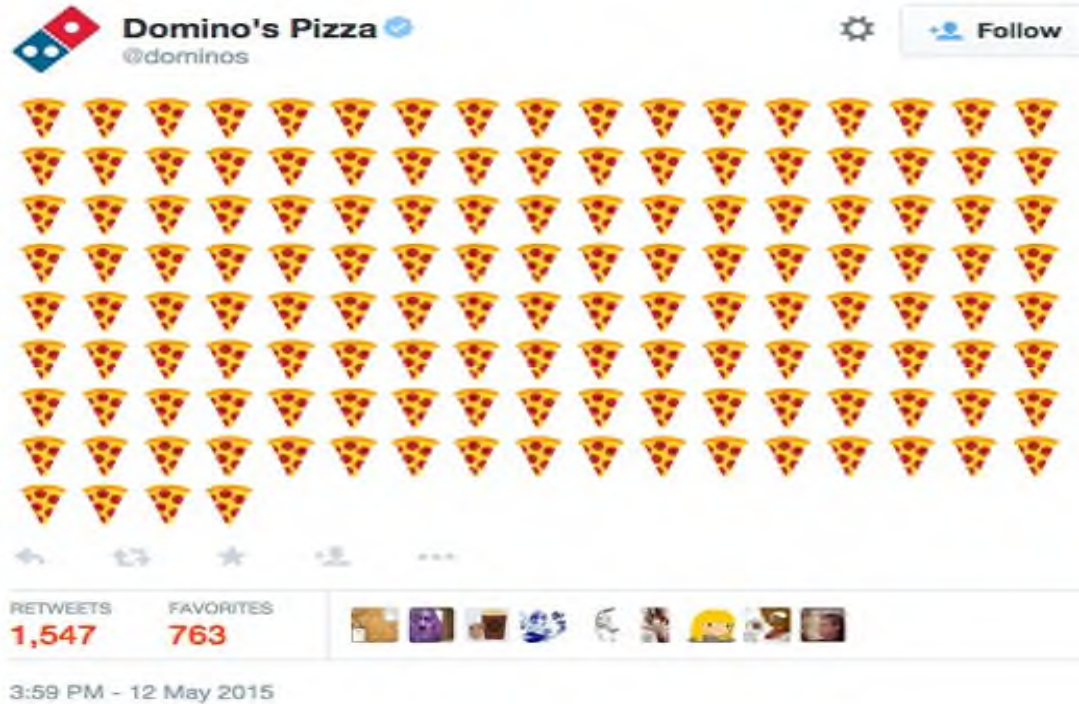 Domino's Pizza
@dominos
Follow
🍕🍕🍕🍕🍕🍕🍕🍕🍕🍕🍕🍕🍕🍕🍕🍕🍕
🍕🍕🍕🍕🍕🍕🍕🍕🍕🍕🍕🍕🍕🍕🍕🍕🍕
🍕🍕🍕🍕🍕🍕🍕🍕🍕🍕🍕🍕🍕🍕🍕🍕🍕
🍕🍕🍕🍕🍕🍕🍕🍕🍕🍕🍕🍕🍕🍕🍕🍕🍕
🍕🍕🍕🍕🍕🍕🍕🍕🍕🍕🍕🍕🍕🍕🍕🍕🍕
🍕🍕🍕🍕🍕🍕🍕🍕🍕🍕🍕🍕🍕🍕🍕🍕🍕
🍕🍕🍕🍕🍕🍕🍕🍕🍕🍕🍕🍕🍕🍕🍕🍕🍕
🍕🍕🍕🍕🍕🍕🍕🍕🍕🍕🍕🍕🍕🍕🍕🍕🍕
🍕🍕🍕🍕
RETWEETS FAVORITES
1,547 763
3:59 PM - 12 May 2015